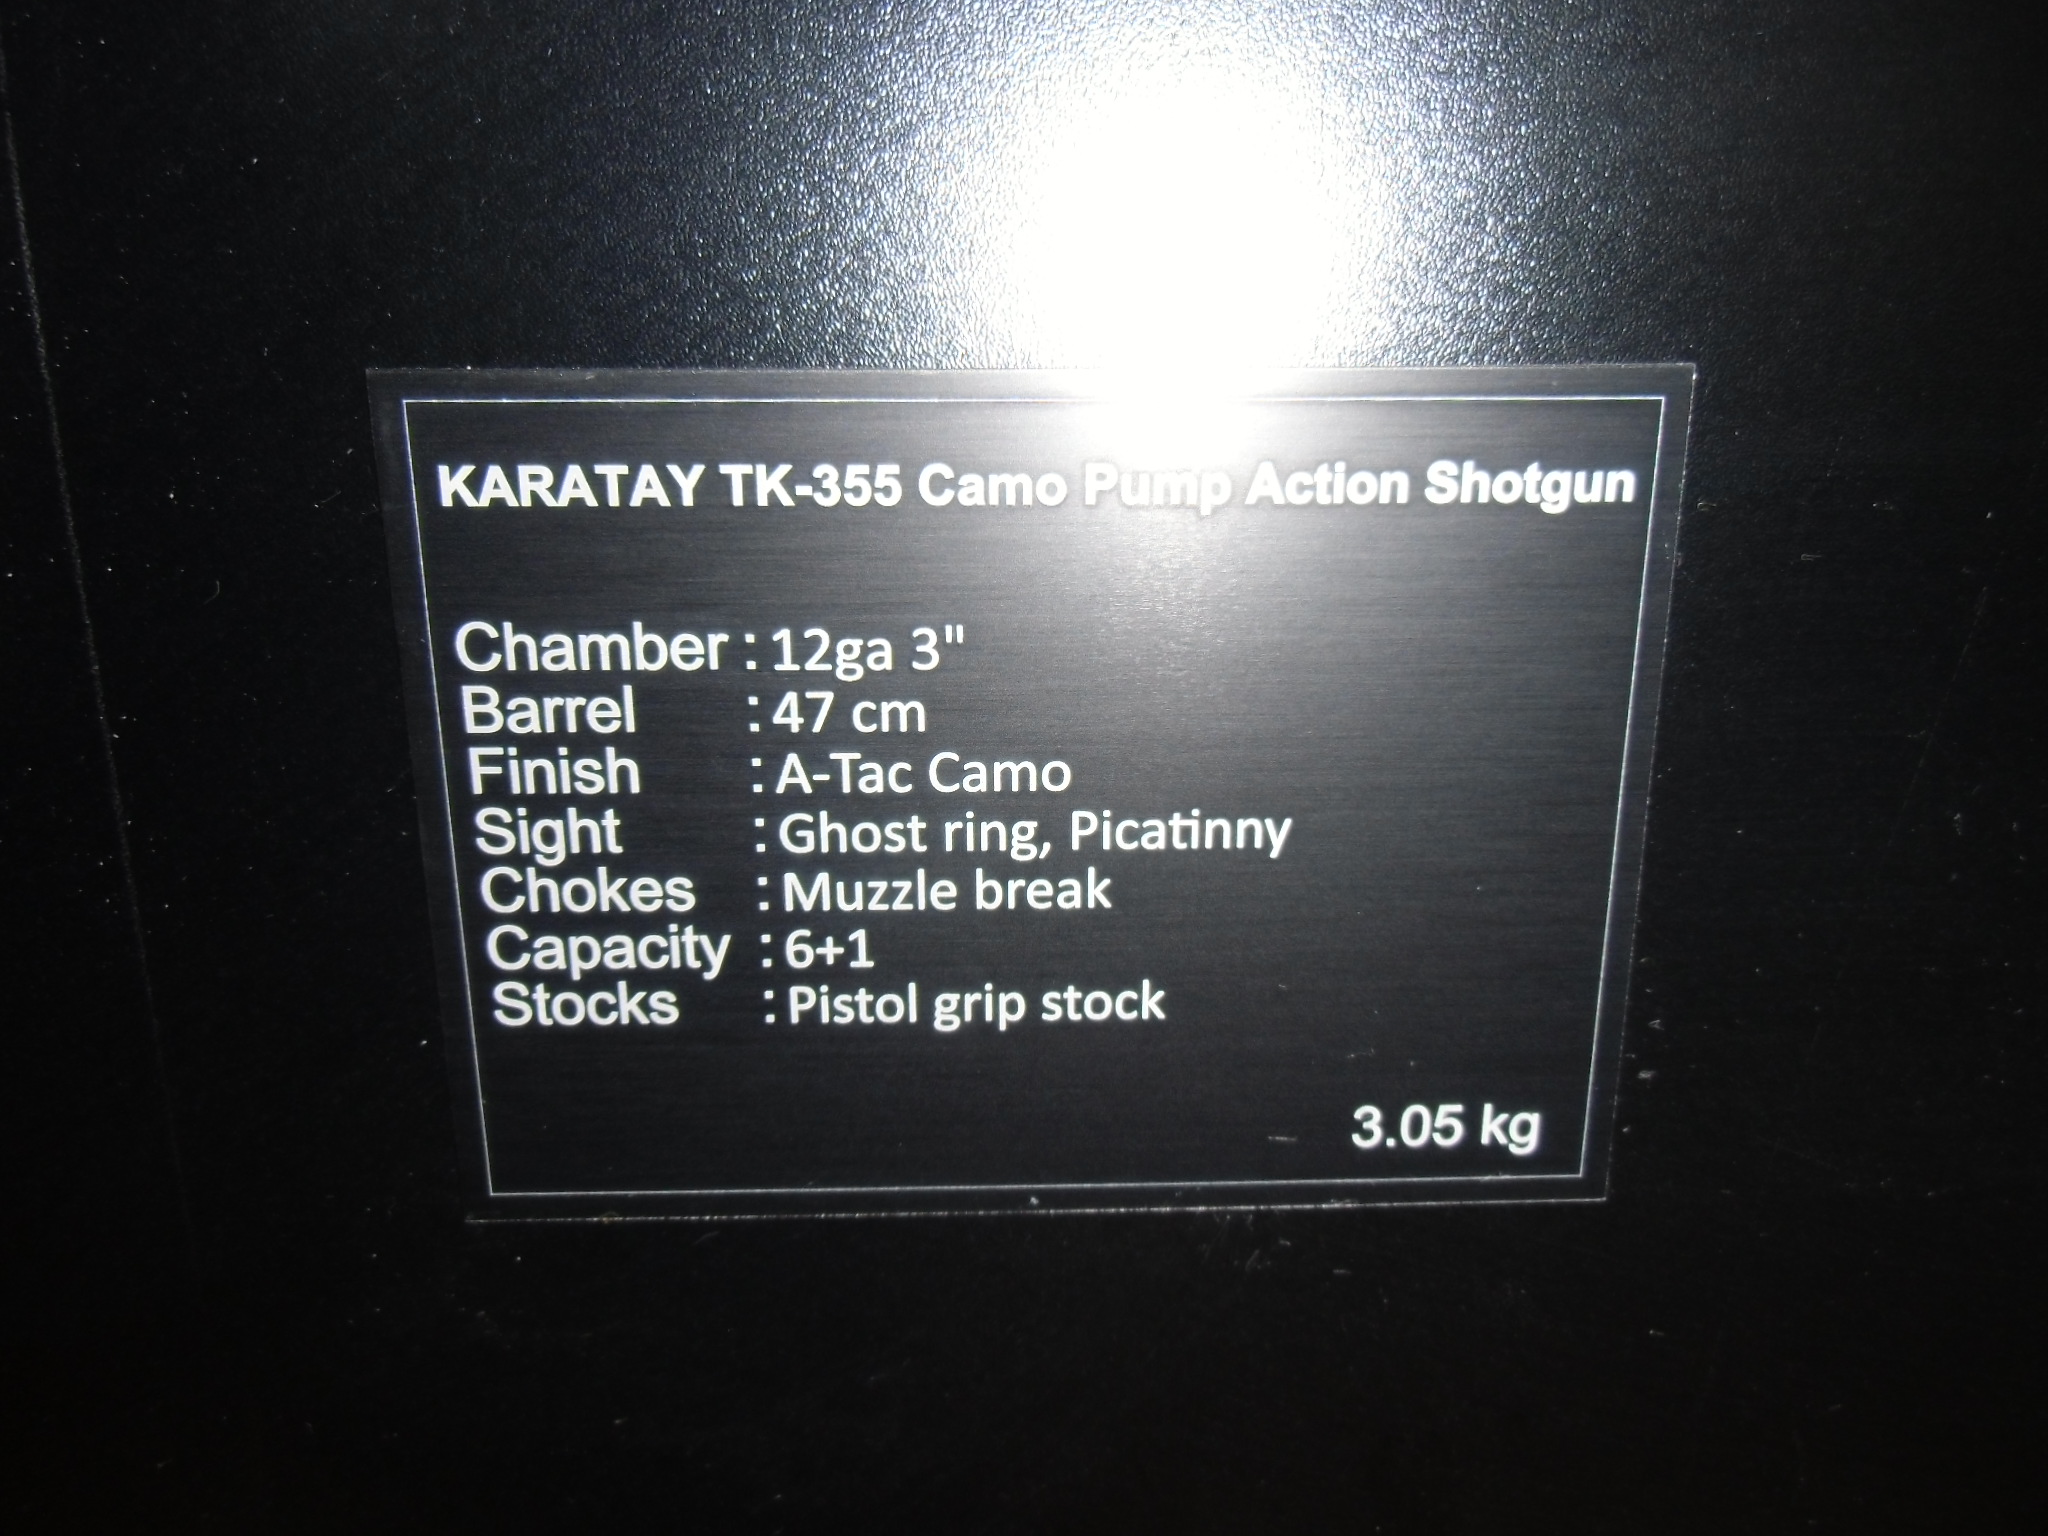 KARATAY TK-355 Camo Pump Action Shotgun
Chamber : 12ga 3"
Barrel : 47 cm
Finish : A-Tac Camo
Sight : Ghost ring, Picatinny
Chokes : Muzzle break
Capacity : 6+1
Stocks : Pistol grip stock
3.05 kg